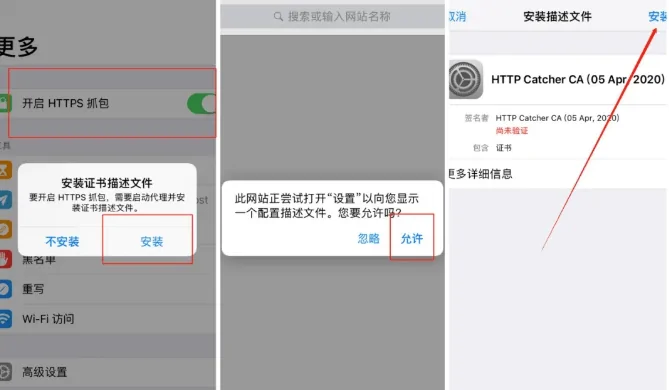 更多
开启 HTTPS 抓包
安装证书描述文件
要开启 HTTPS 抓包，需要启动代理并安
装证书描述文件。
不安装
安装
黑名单
重写
Wi-Fi 访问
高级设置
搜索或输入网站名称
此网站正尝试打开“设置”以向您显示
一个配置描述文件。您要允许吗？
忽略
允许
取消
安装描述文件
HTTP Catcher CA (05 Apr, 2020)
签名者 HTTP Catcher CA (05 Apr, 2020)
尚未验证
包含 证书
更多详细信息